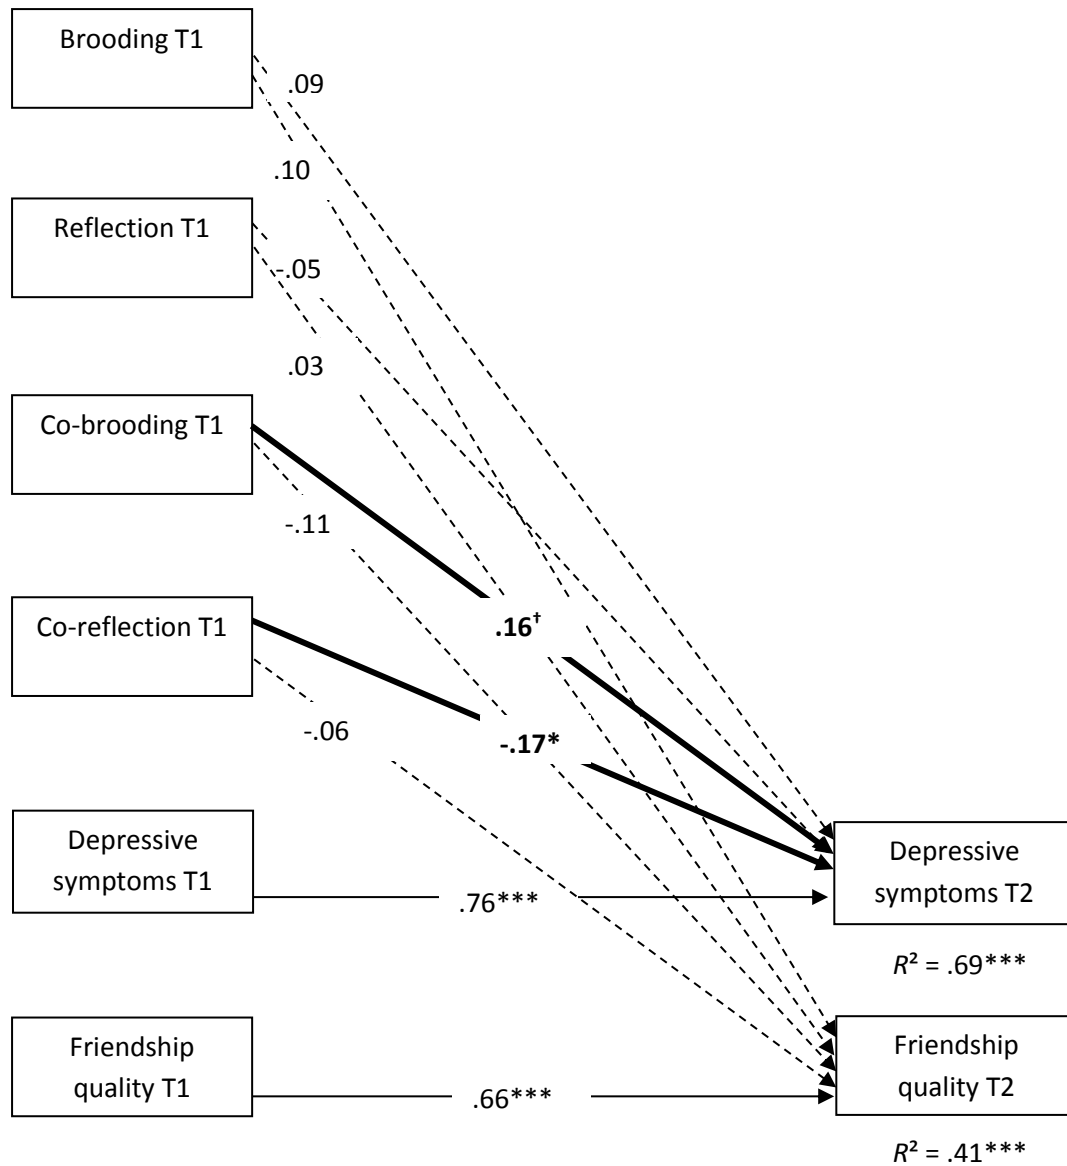 Brooding T1
.09
.10
Reflection T1
-.05
.03
Co-brooding T1
-.11
Co-reflection T1
.16†
-.06
-.17*
Depressive
symptoms T1
.76***
Depressive
symptoms T2
R² = .69***
Friendship
quality T1
.66***
Friendship
quality T2
R² = .41***